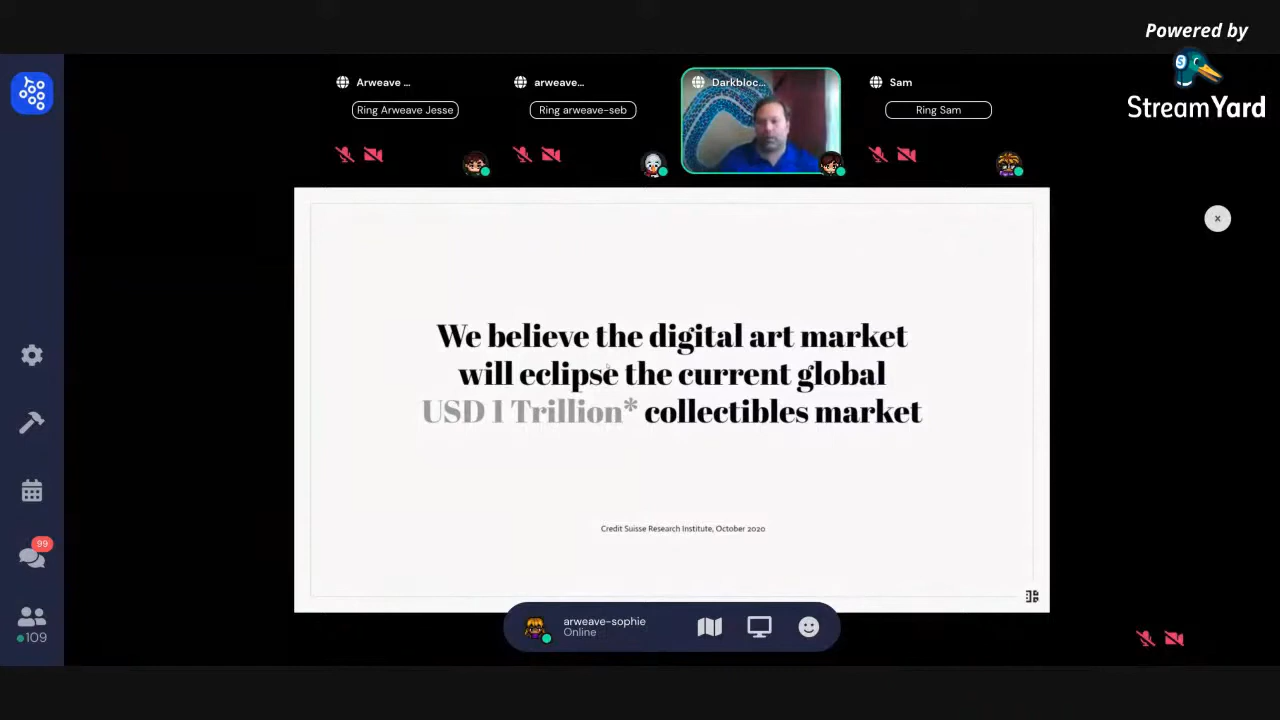 Powered by
StreamYard
Arweave ...
arweave...
Darkbloc...
Sam
Ring Arweave Jesse
Ring arweave-seb
Ring Sam
We believe the digital art market
will eclipse the current global
USD 1 Trillion* collectibles market
Credit Suisse Research Institute, October 2020
99
109
arweave-sophie
Online